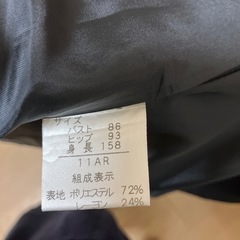 サイズ
バスト 86
ヒップ 93
身長 158
11AR
組成表示
表地 ポリエステル 72%
レーヨン 24%